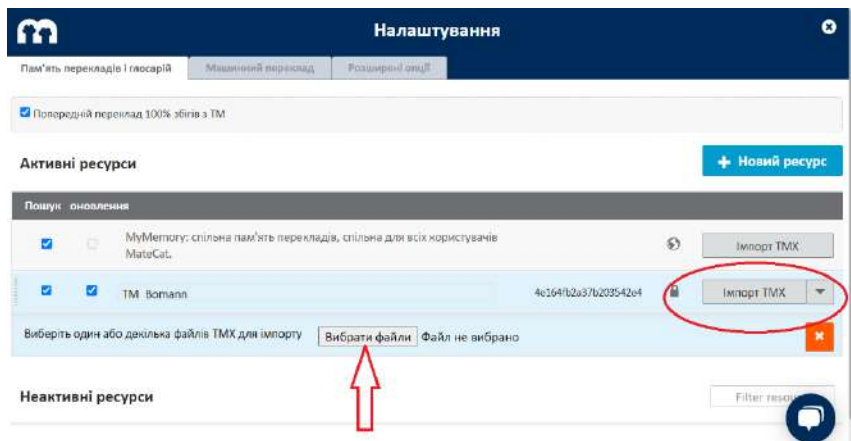 Налаштування
Пам'ять перекладів і глосарій Машинний переклад Розширені опції
Попередній переклад 100% збігів з ТМ
Активні ресурси
+ Новий ресурс
Пошук оновлення
MyMemory: спільна пам'ять перекладів, спільна для всіх користувачів
MateCat.
Імпорт TMX
TM Bomann 4e164fb2a37b203542e4 Імпорт TMX
Виберіть один або декілька файлів TMX для імпорту Вибрати файли Файл не вибрано
Неактивні ресурси
Filter